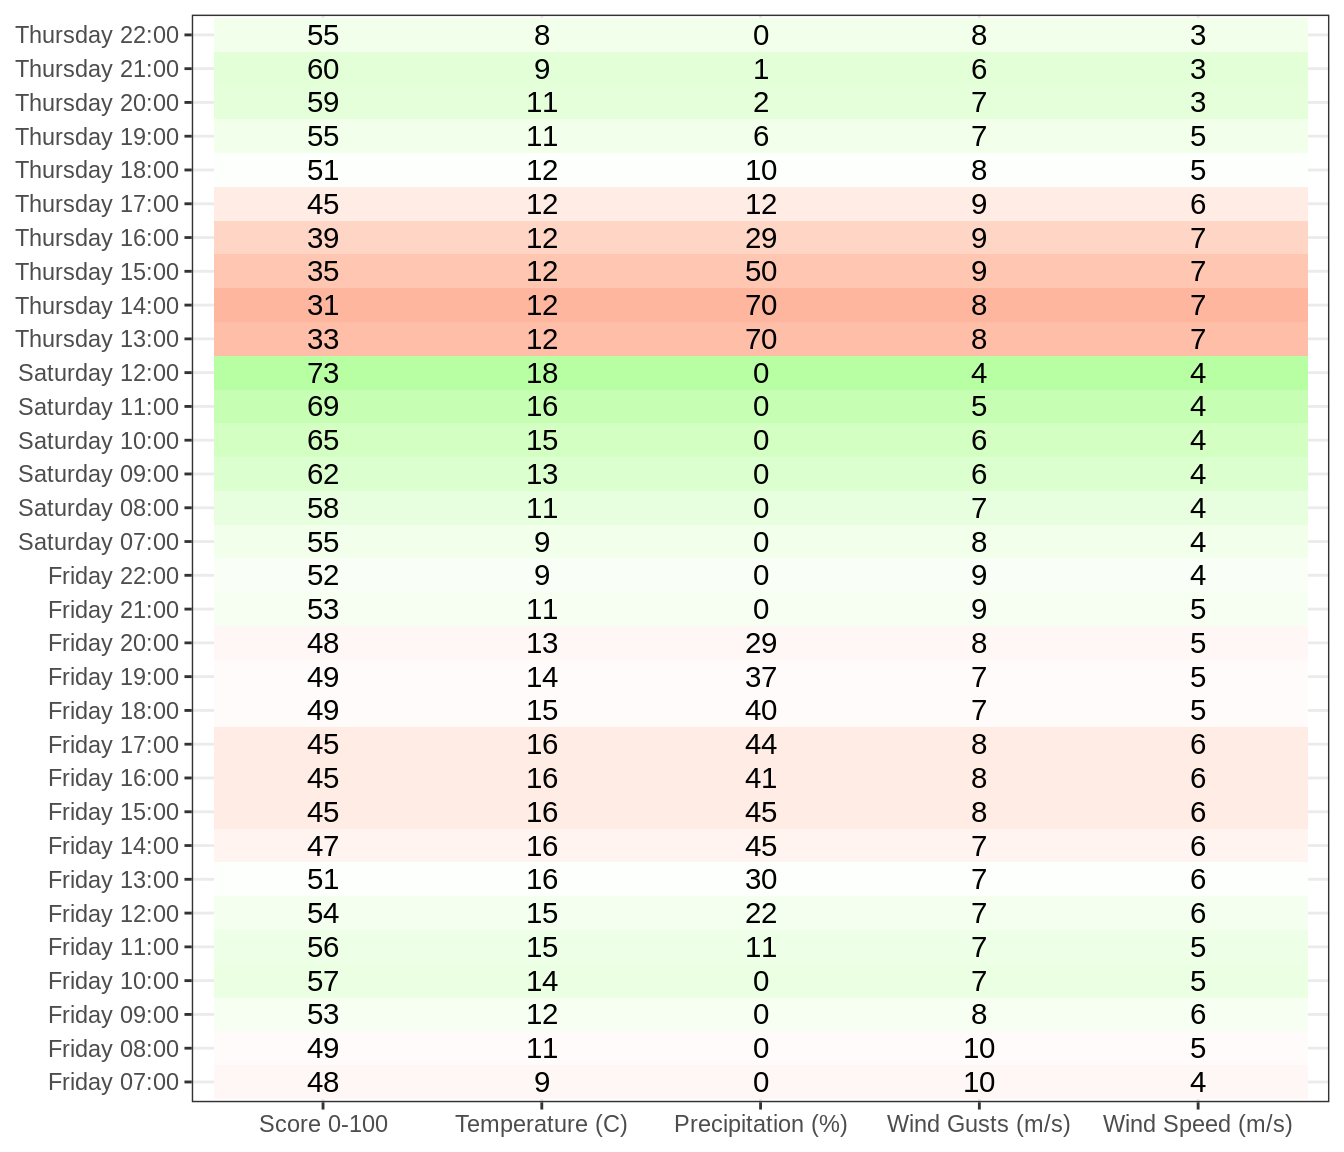 Thursday 22:00 55 8 0 8 3
Thursday 21:00 60 9 1 6 3
Thursday 20:00 59 11 2 7 3
Thursday 19:00 55 11 6 7 5
Thursday 18:00 51 12 10 8 5
Thursday 17:00 45 12 12 9 6
Thursday 16:00 39 12 29 9 7
Thursday 15:00 35 12 50 9 7
Thursday 14:00 31 12 70 8 7
Thursday 13:00 33 12 70 8 7
Saturday 12:00 73 18 0 4 4
Saturday 11:00 69 16 0 5 4
Saturday 10:00 65 15 0 6 4
Saturday 09:00 62 13 0 6 4
Saturday 08:00 58 11 0 7 4
Saturday 07:00 55 9 0 8 4
Friday 22:00 52 9 0 9 4
Friday 21:00 53 11 0 9 5
Friday 20:00 48 13 29 8 5
Friday 19:00 49 14 37 7 5
Friday 18:00 49 15 40 7 5
Friday 17:00 45 16 44 8 6
Friday 16:00 45 16 41 8 6
Friday 15:00 45 16 45 8 6
Friday 14:00 47 16 45 7 6
Friday 13:00 51 16 30 7 6
Friday 12:00 54 15 22 7 6
Friday 11:00 56 15 11 7 5
Friday 10:00 57 14 0 7 5
Friday 09:00 53 12 0 8 6
Friday 08:00 49 11 0 10 5
Friday 07:00 48 9 0 10 4
Score 0-100 Temperature (C) Precipitation (%) Wind Gusts (m/s) Wind Speed (m/s)